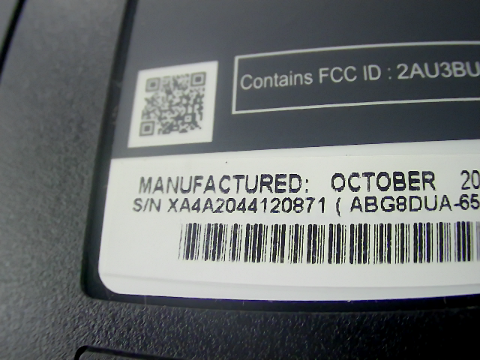 Contains FCC ID : 2AU3BU
MANUFACTURED: OCTOBER 20
S/N XA4A2044120871 ( ABG8DUA-65